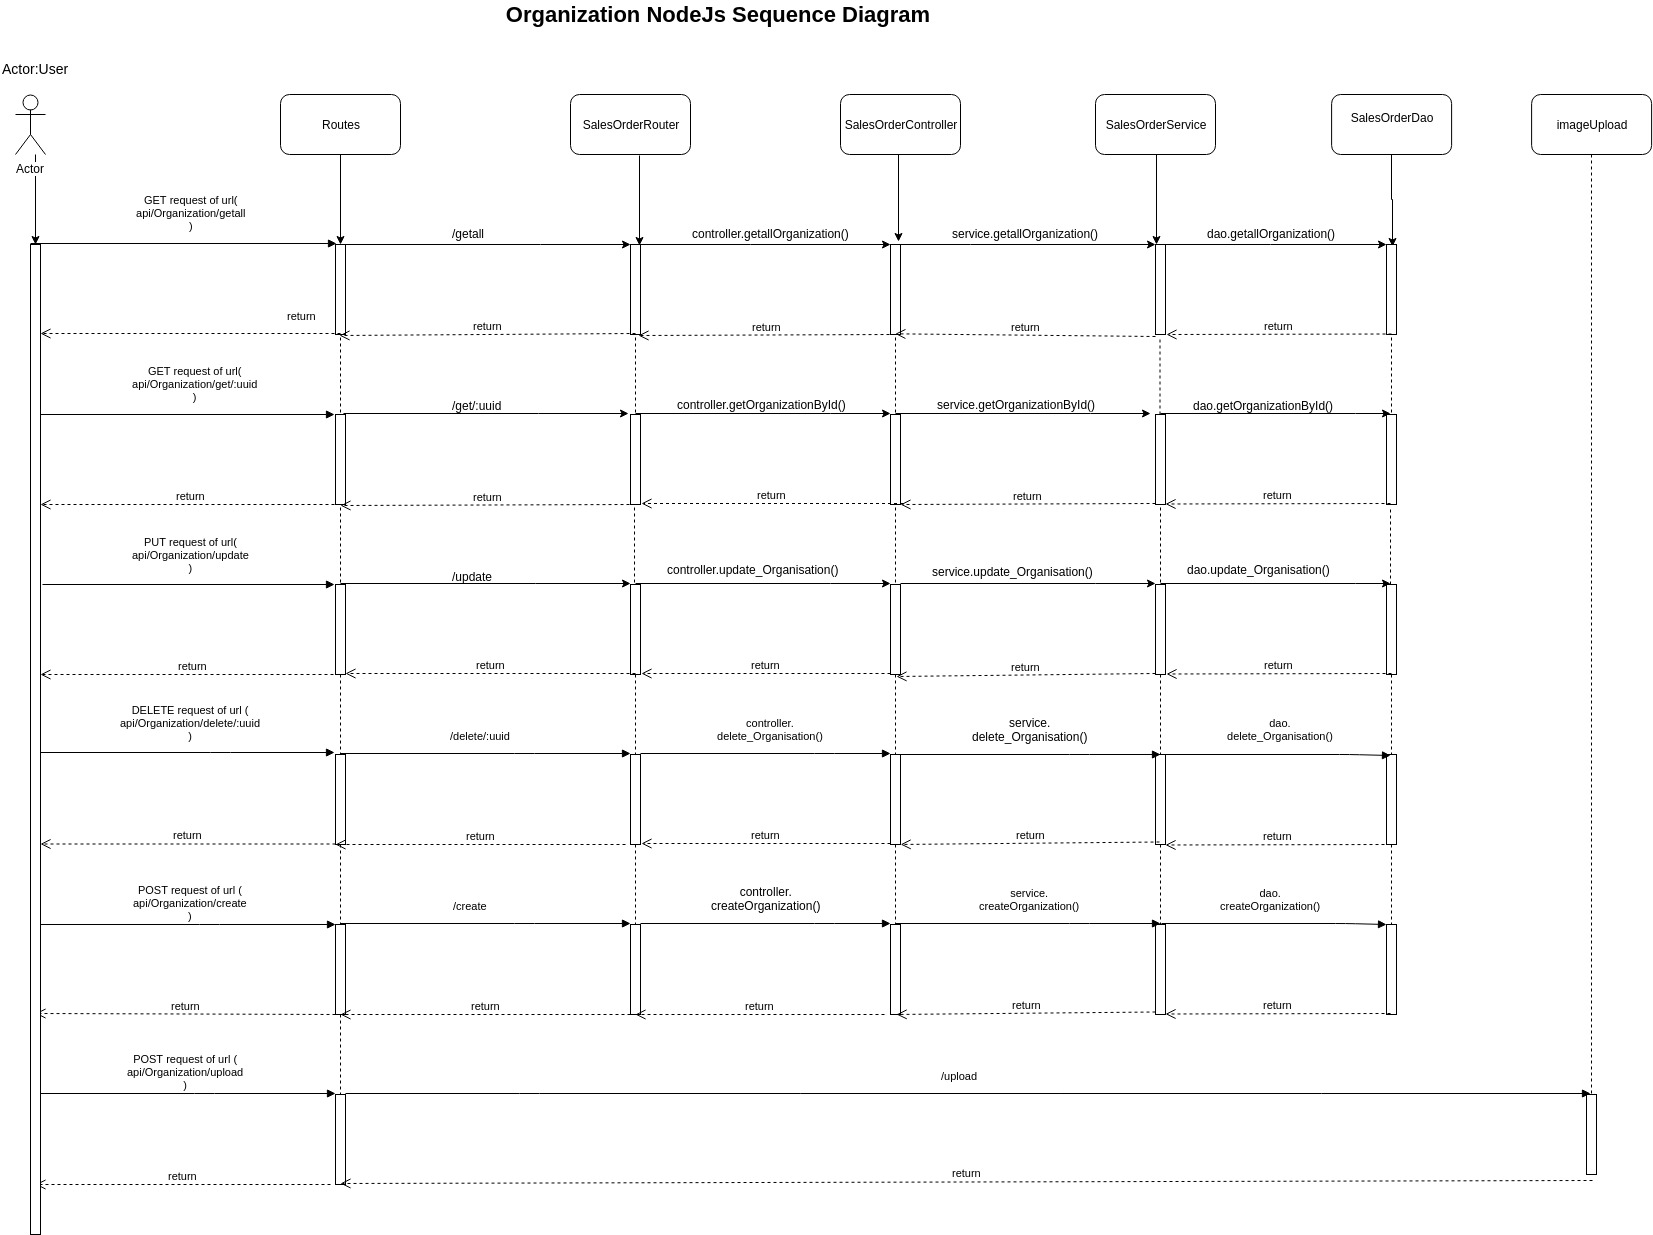 Organization NodeJs Sequence Diagram
Actor:User
Actor
Routes
SalesOrderRouter
SalesOrderController
SalesOrderService
SalesOrderDao
imageUpload
GET request of url(
api/Organization/getall
)
/getall
controller.getallOrganization()
service.getallOrganization()
dao.getallOrganization()
return
return
return
return
return
GET request of url(
api/Organization/get/:uuid
)
/get/:uuid
controller.getOrganizationById()
service.getOrganizationById()
dao.getOrganizationById()
return
return
return
return
return
PUT request of url(
api/Organization/update
)
/update
controller.update_Organisation()
service.update_Organisation()
dao.update_Organisation()
return
return
return
return
return
DELETE request of url (
api/Organization/delete/:uuid
)
/delete/:uuid
controller.
delete_Organisation()
service.
delete_Organisation()
dao.
delete_Organisation()
return
return
return
return
return
POST request of url (
api/Organization/create
)
/create
controller.
createOrganization()
service.
createOrganization()
dao.
createOrganization()
return
return
return
return
return
POST request of url (
api/Organization/upload
)
/upload
return
return